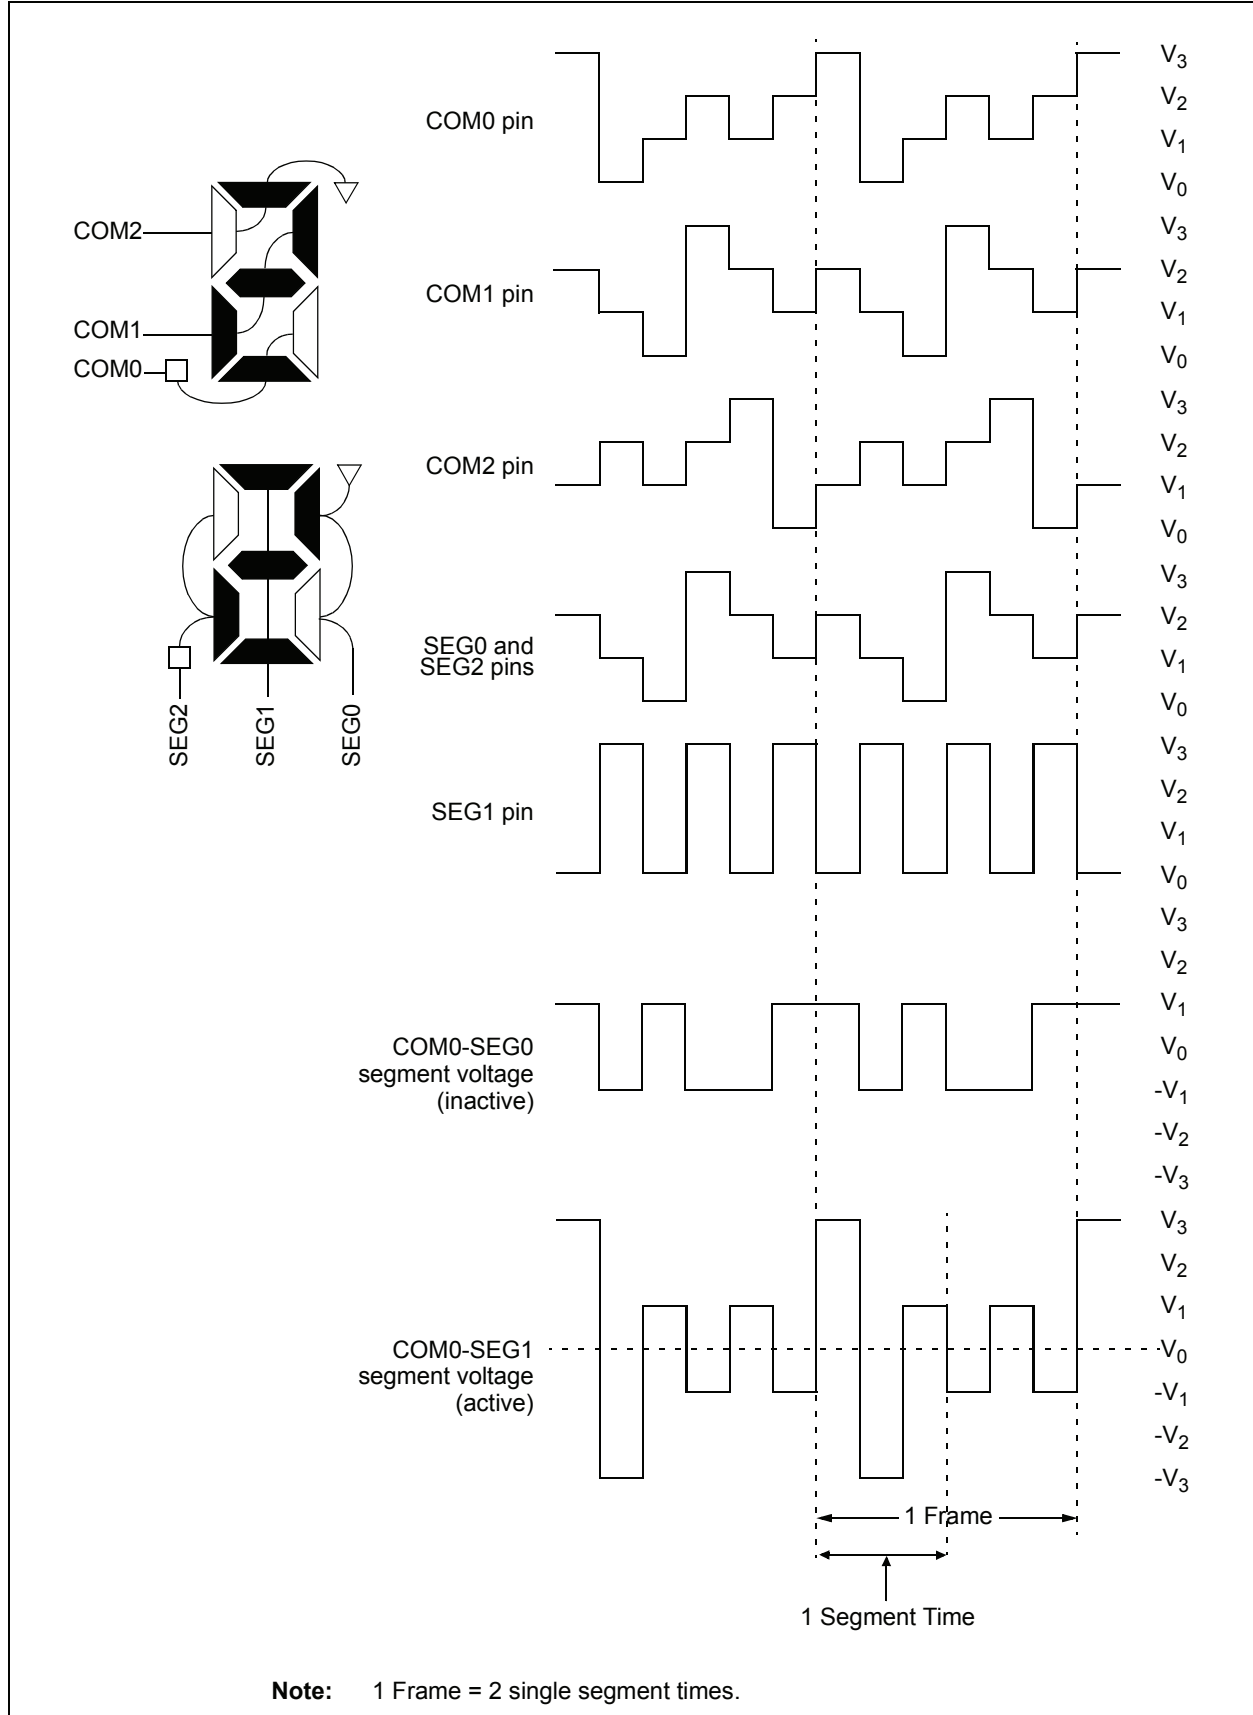 COM0 pin
V3
V2
V1
V0
COM2
COM1
COM0
COM1 pin
V3
V2
V1
V0
COM2 pin
V3
V2
V1
V0
SEG2
SEG1
SEG0
SEG0 and
SEG2 pins
V3
V2
V1
V0
SEG1 pin
V3
V2
V1
V0
COM0-SEG0
segment voltage
(inactive)
V3
V2
V1
V0
-V1
-V2
-V3
COM0-SEG1
segment voltage
(active)
V3
V2
V1
V0
-V1
-V2
-V3
1 Frame
1 Segment Time
Note: 1 Frame = 2 single segment times.